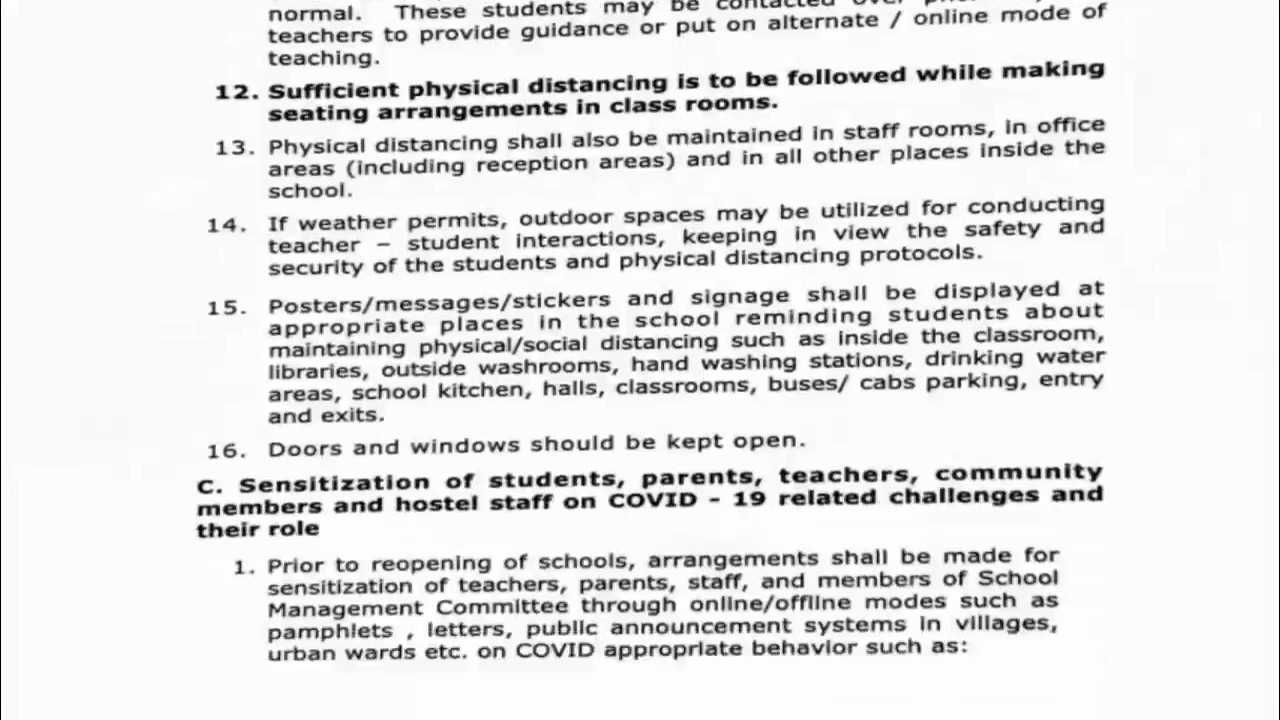 normal. These students may be contacted over
teachers to provide guidance or put on alternate / online mode of
teaching.
12. Sufficient physical distancing is to be followed while making
seating arrangements in class rooms.
13. Physical distancing shall also be maintained in staff rooms, in office
areas (including reception areas) and in all other places inside the
school.
14. If weather permits, outdoor spaces may be utilized for conducting
teacher – student interactions, keeping in view the safety and
security of the students and physical distancing protocols.
15. Posters/messages/stickers and signage shall be displayed at
appropriate places in the school reminding students about
maintaining physical/social distancing such as inside the classroom,
libraries, outside washrooms, hand washing stations, drinking water
areas, school kitchen, halls, classrooms, buses/ cabs parking, entry
and exits.
16. Doors and windows should be kept open.
C. Sensitization of students, parents, teachers, community
members and hostel staff on COVID - 19 related challenges and
their role
1. Prior to reopening of schools, arrangements shall be made for
sensitization of teachers, parents, staff, and members of School
Management Committee through online/offline modes such as
pamphlets , letters, public announcement systems in villages,
urban wards etc. on COVID appropriate behavior such as: